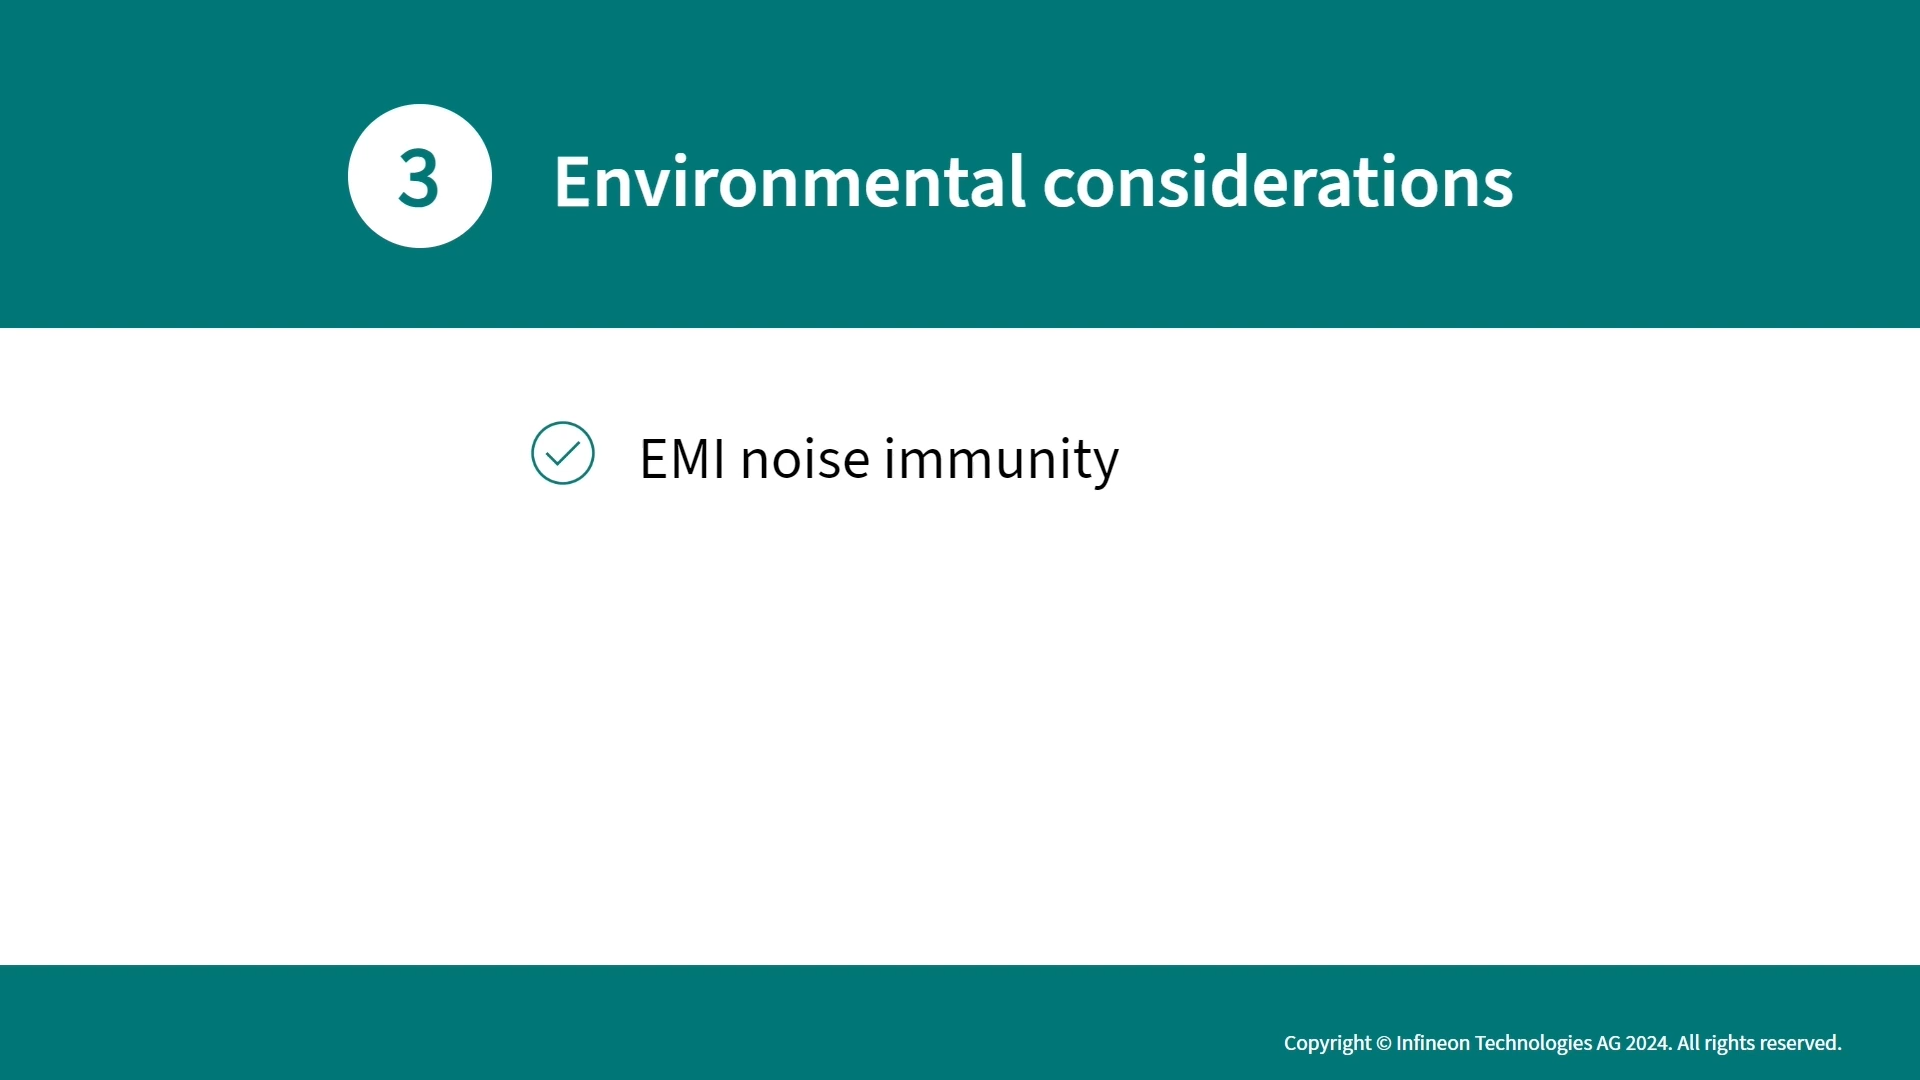 3
Environmental considerations
EMI noise immunity
Copyright © Infineon Technologies AG 2024. All rights reserved.